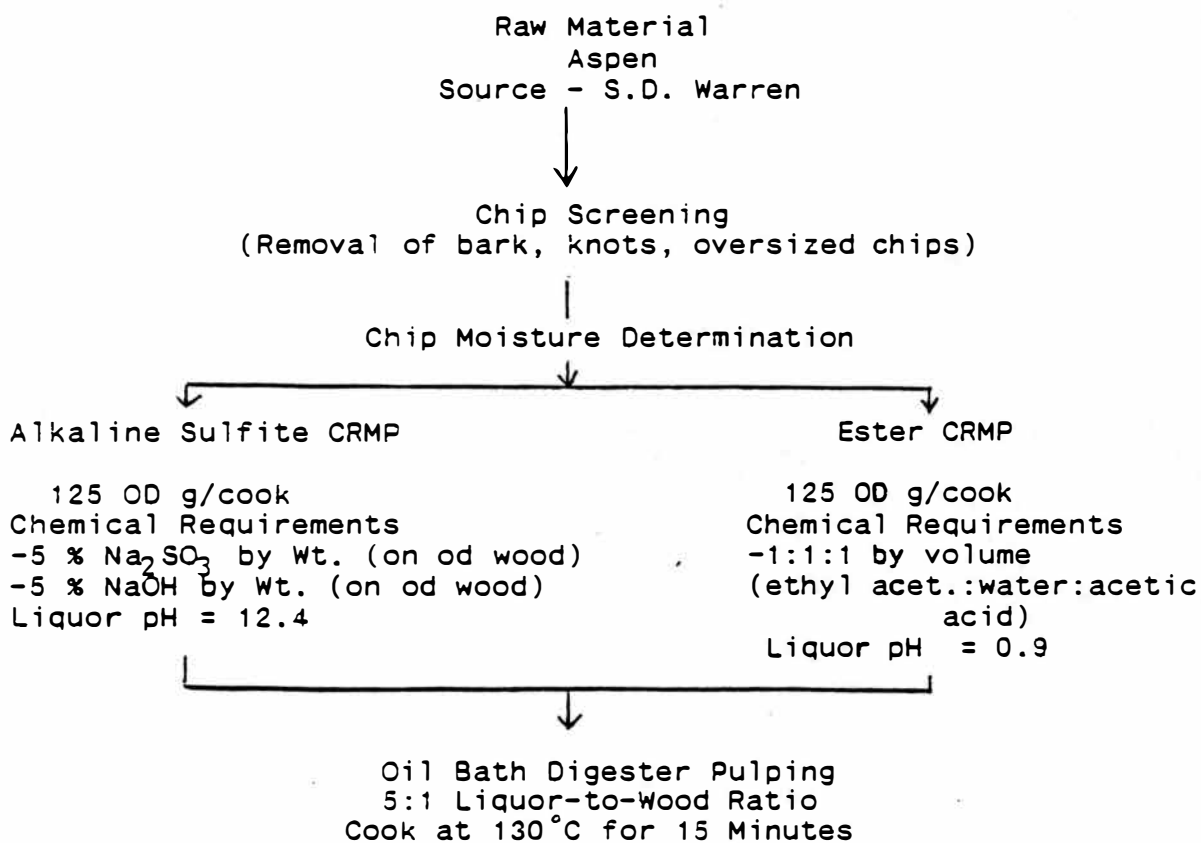 Raw Material
Aspen
Source - S.D. Warren
Chip Screening
(Removal of bark, knots, oversized chips)
Chip Moisture Determination
Alkaline Sulfite CRMP
125 OD g/cook
Chemical Requirements
-5 % Na2SO3 by Wt. (on od wood)
-5 % NaOH by Wt. (on od wood)
Liquor pH = 12.4
Ester CRMP
125 OD g/cook
Chemical Requirements
-1:1:1 by volume
(ethyl acet.:water:acetic
acid)
Liquor pH = 0.9
Oil Bath Digester Pulping
5:1 Liquor-to-Wood Ratio
Cook at 130°C for 15 Minutes